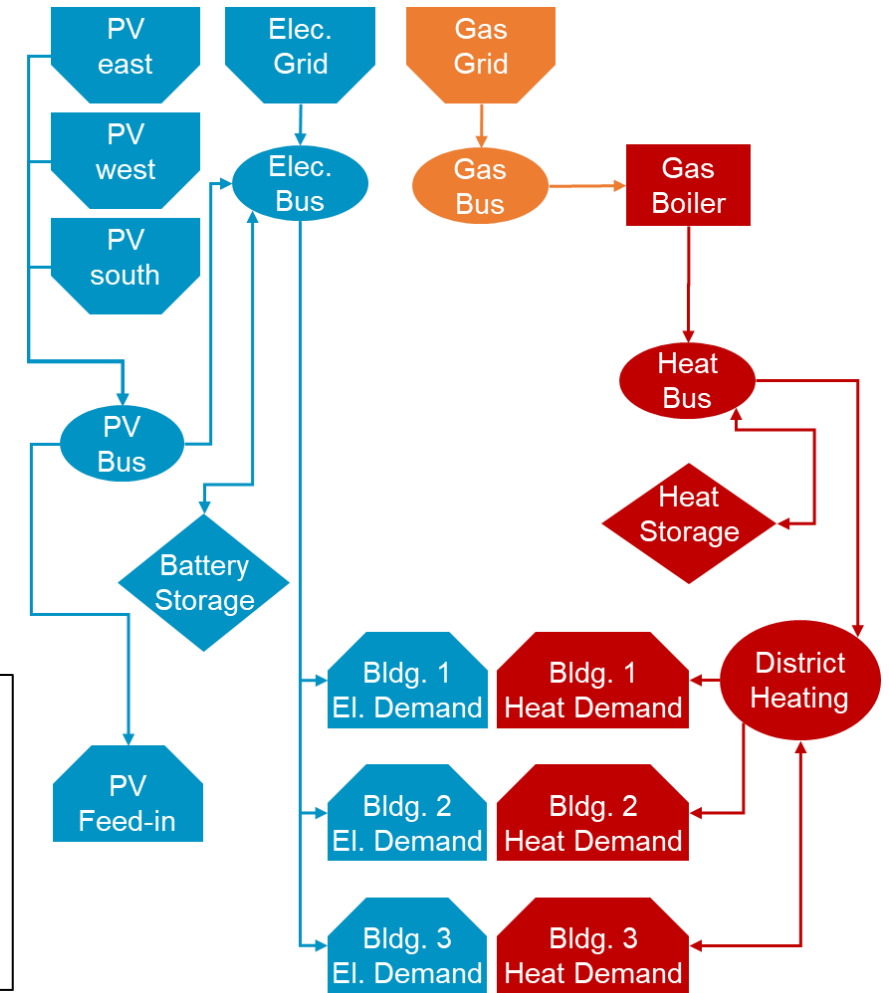 PV
east
Elec.
Grid
Gas
Grid
PV
west
Elec.
Bus
Gas
Bus
Gas
Boiler
PV
south
Heat
Bus
PV
Bus
Heat
Storage
Battery
Storage
Bldg. 1
El. Demand
Bldg. 1
Heat Demand
District
Heating
PV
Feed-in
Bldg. 2
El. Demand
Bldg. 2
Heat Demand
Bldg. 3
El. Demand
Bldg. 3
Heat Demand